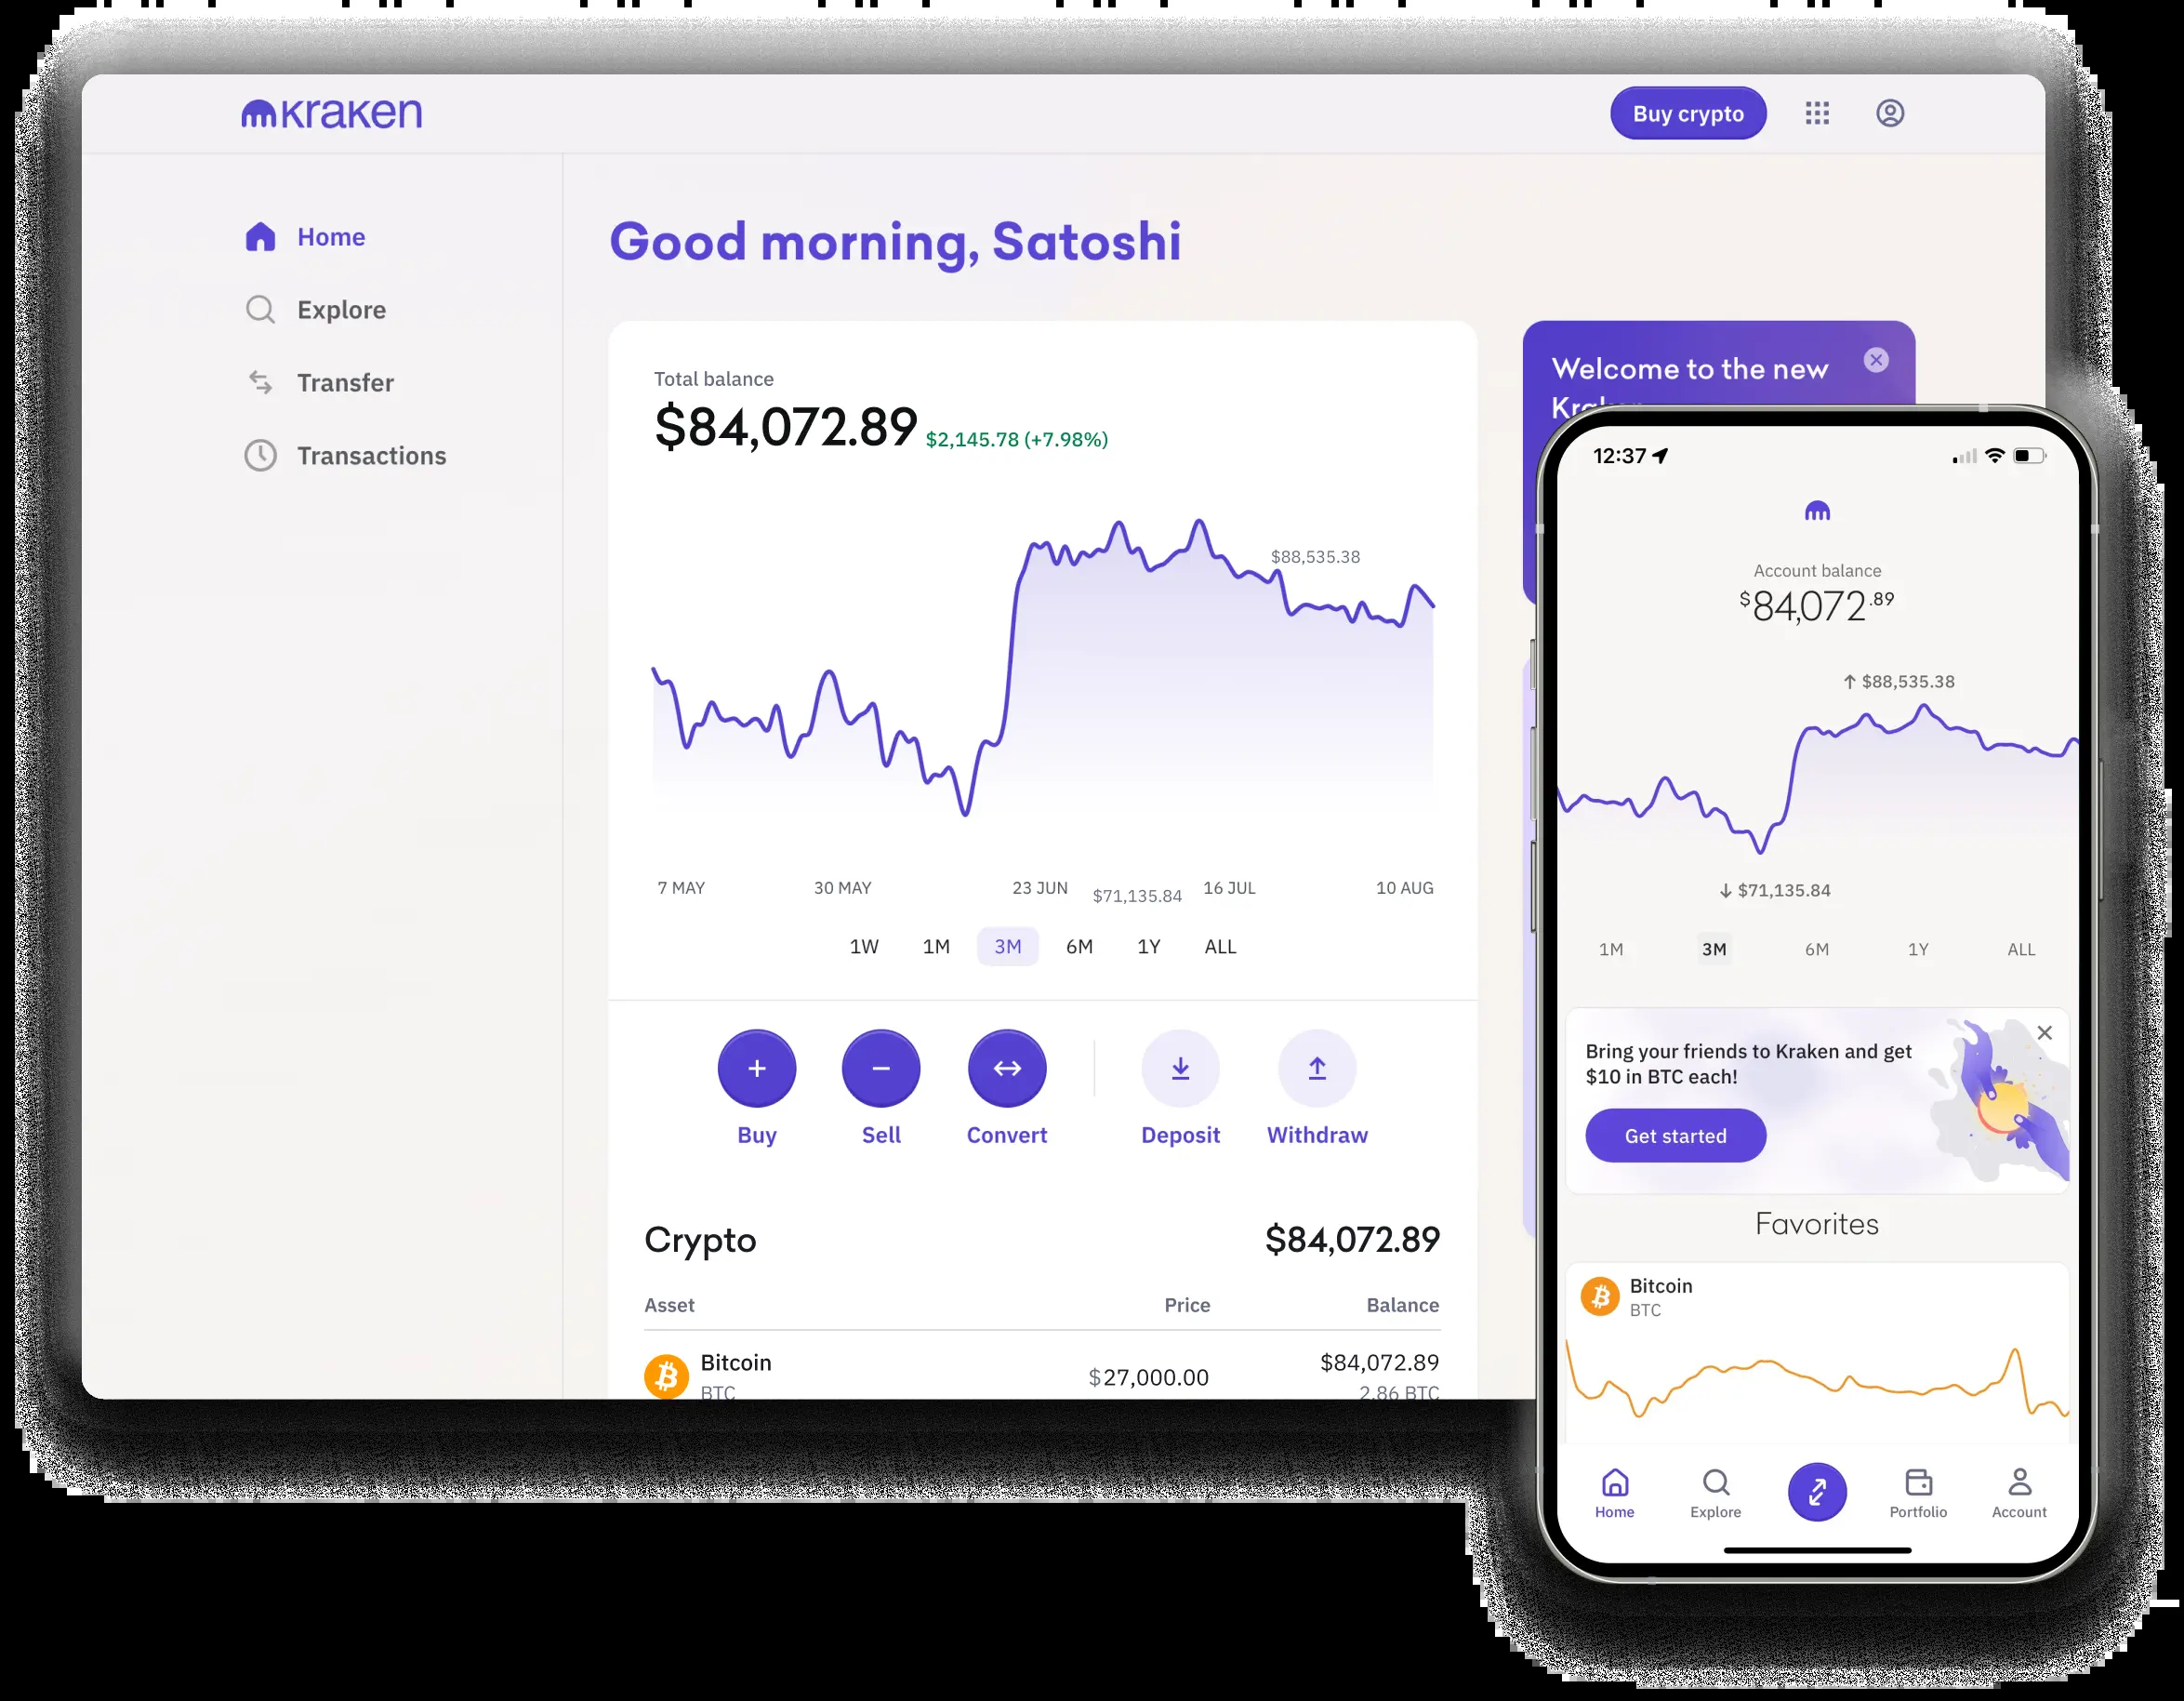 kraken
Buy crypto
Home
Explore
Transfer
Transactions
Good morning, Satoshi
Total balance
$84,072.89 $2,145.78 (+7.98%)
$88,535.38
7 MAY 30 MAY 23 JUN $71,135.84 16 JUL 10 AUG
1W 1M 3M 6M 1Y ALL
Buy Sell Convert Deposit Withdraw
Crypto $84,072.89
Asset Price Balance
Bitcoin $84,072.89
$27,000.00
BTC 2.86 BTC
Welcome to the new
12:37
Account balance
$84,072.89
↑ $88,535.38
↓ $71,135.84
1M 3M 6M 1Y ALL
Bring your friends to Kraken and get
$10 in BTC each!
Get started
Favorites
Bitcoin
BTC
Home Explore Portfolio Account